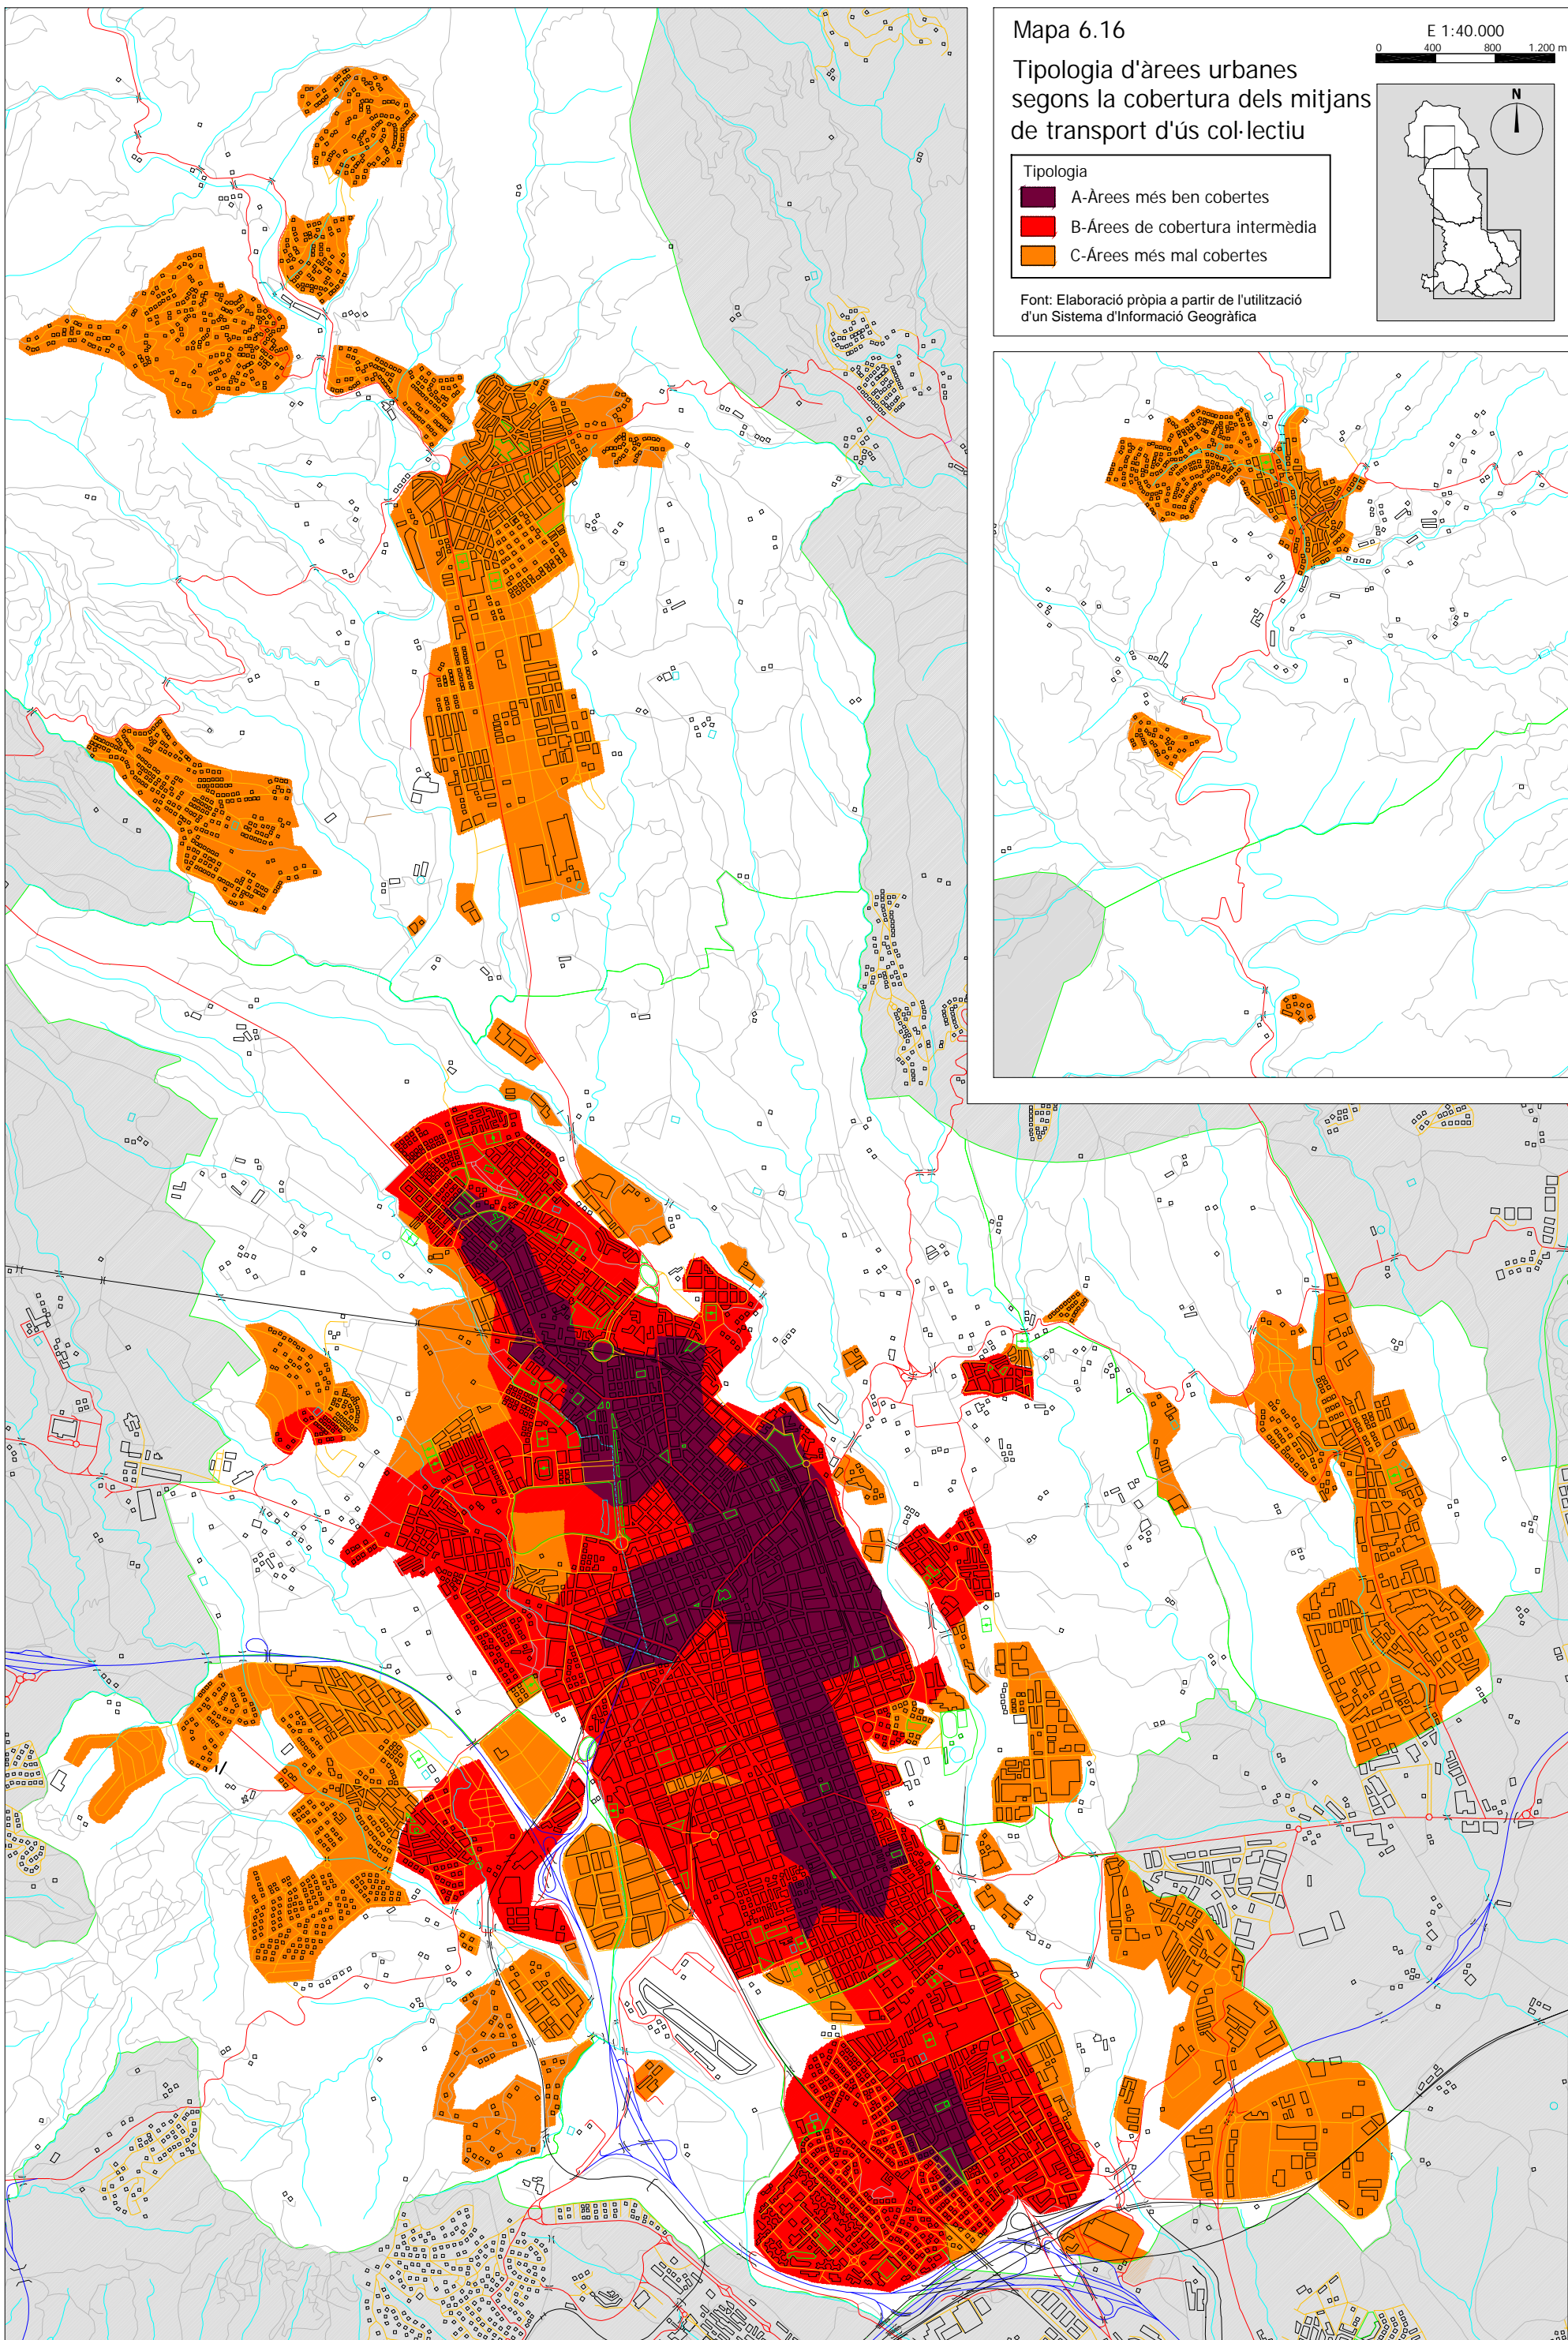 Mapa 6.16
E 1:40.000
0 400 800 1.200 m
Tipologia d'àrees urbanes
segons la cobertura dels mitjans
de transport d'ús col·lectiu
N
Tipologia
A-Àrees més ben cobertes
B-Árees de cobertura intermèdia
C-Árees més mal cobertes
Font: Elaboració pròpia a partir de l'utilització
d'un Sistema d'Informació Geogràfica